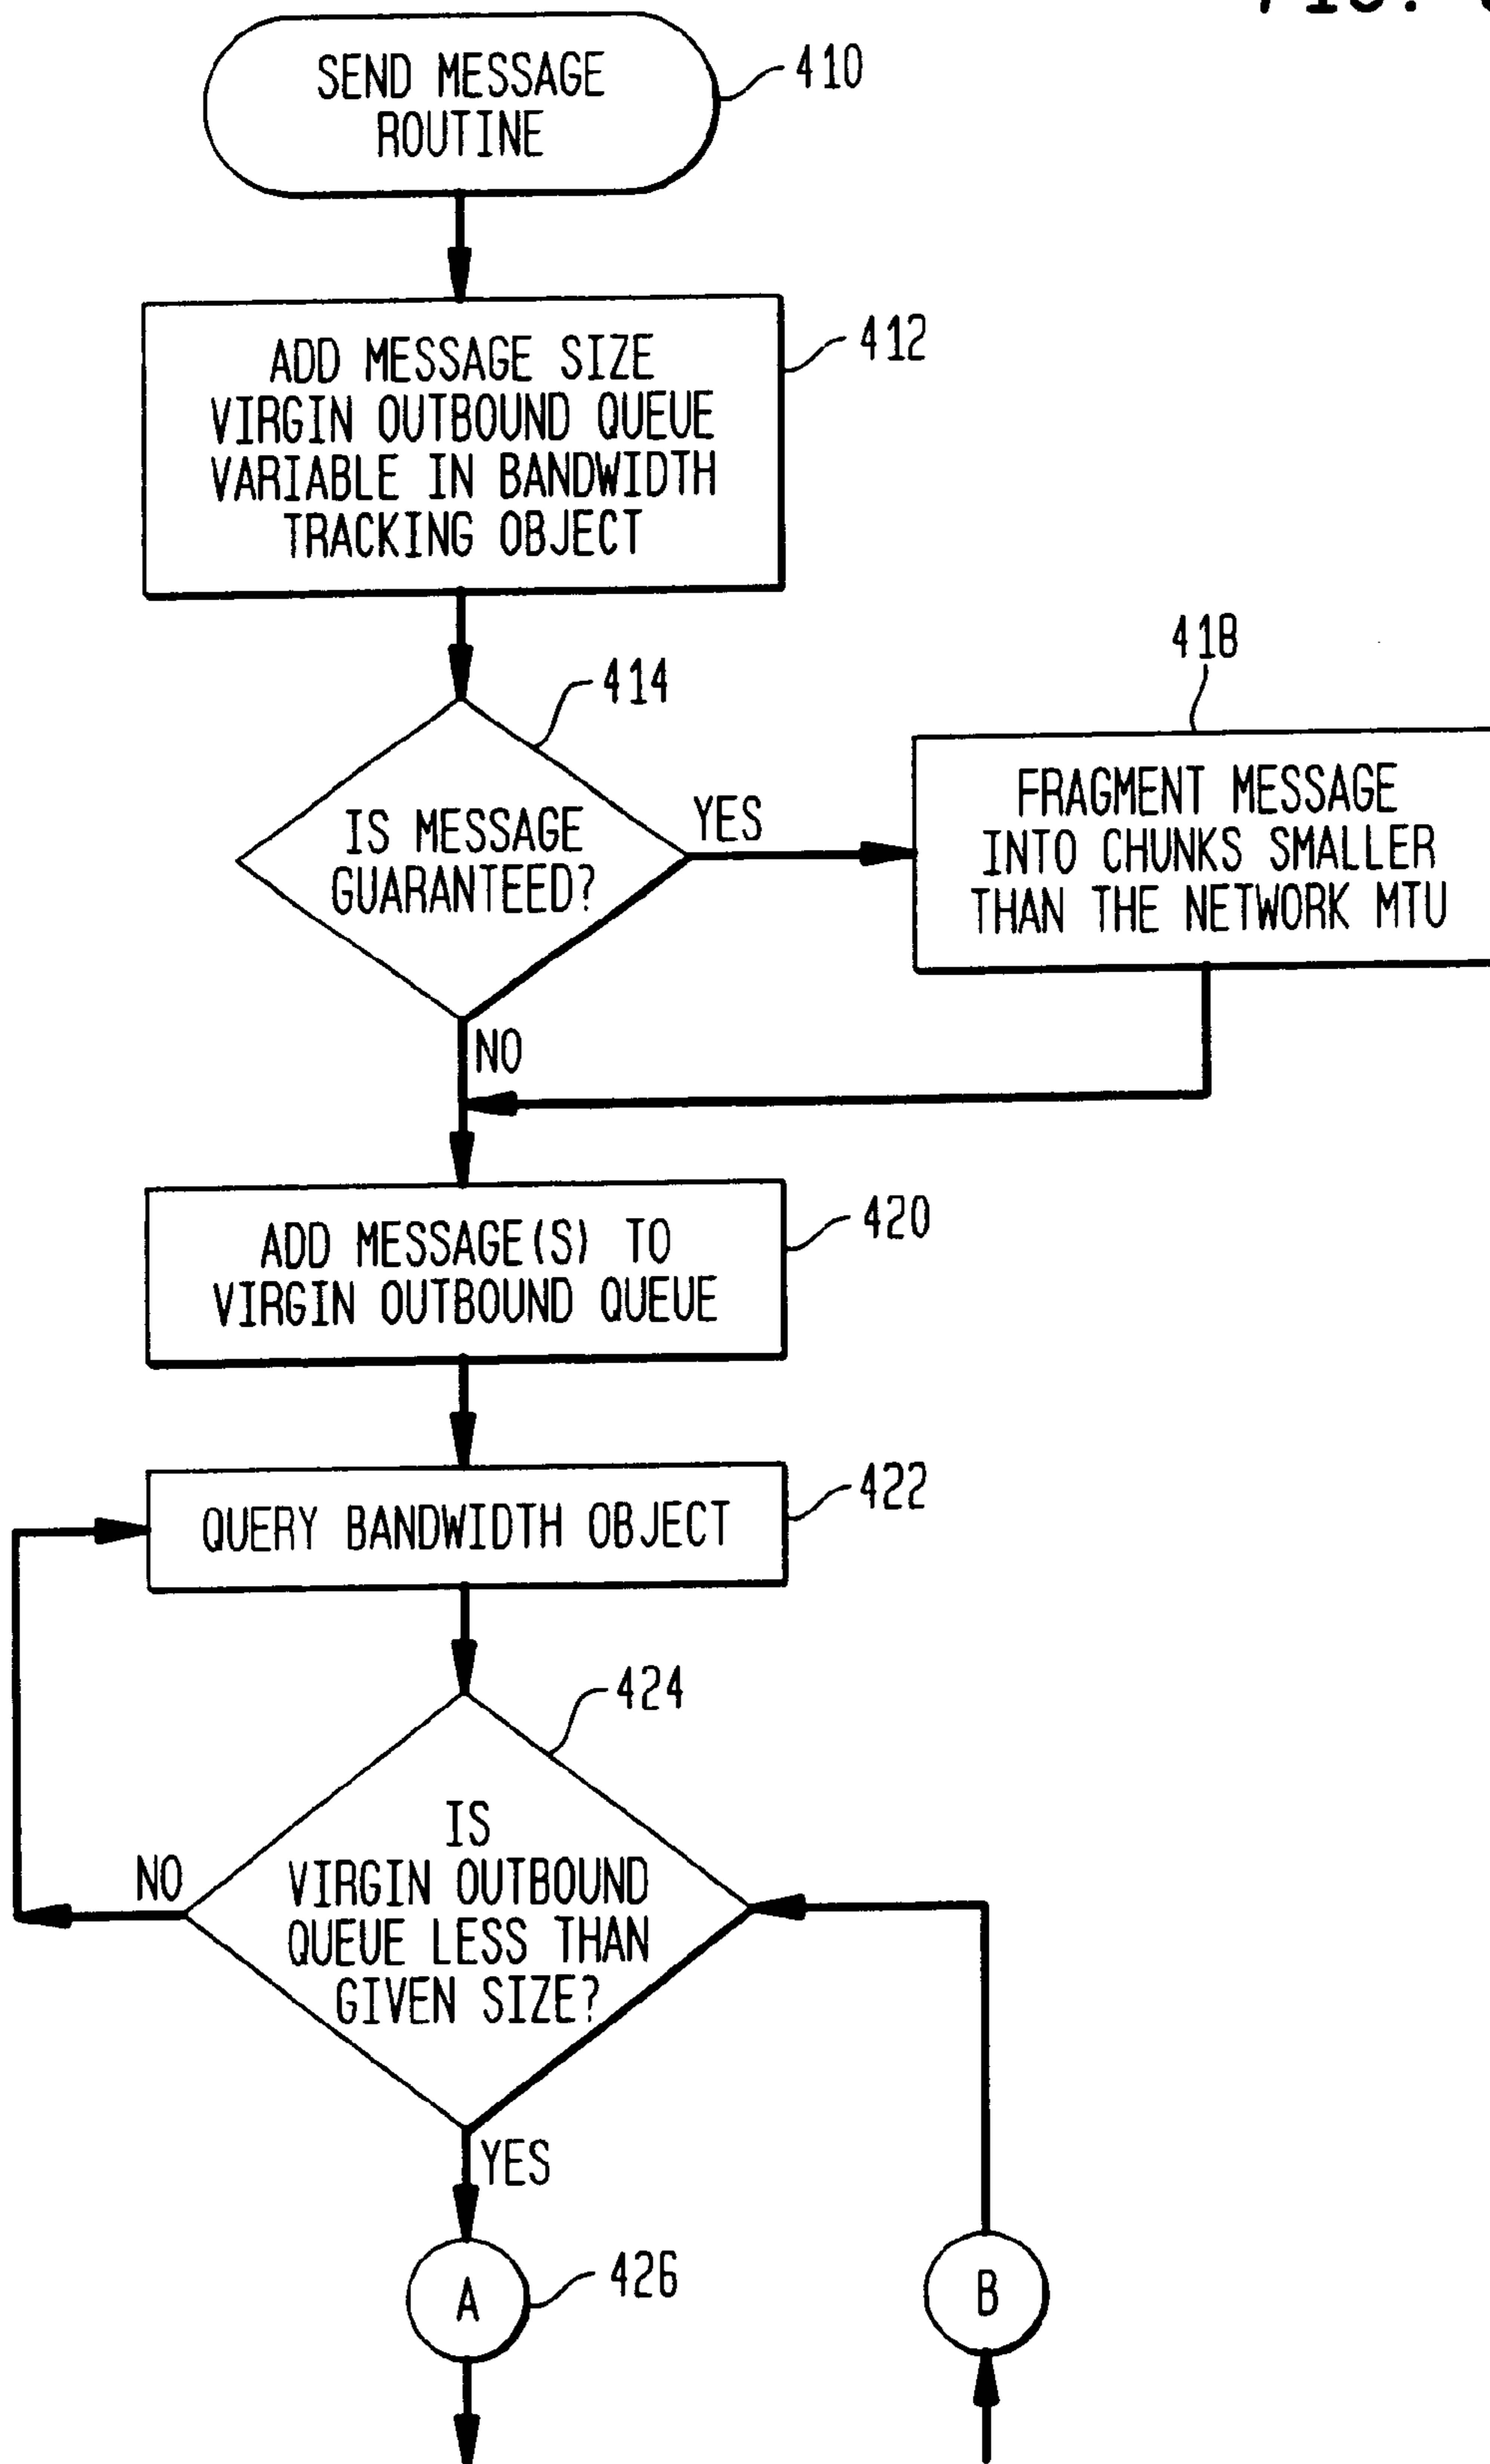 SEND MESSAGE
ROUTINE
410
ADD MESSAGE SIZE
VIRGIN OUTBOUND QUEUE
VARIABLE IN BANDWIDTH
TRACKING OBJECT
412
414
418
IS MESSAGE
GUARANTEED?
YES
FRAGMENT MESSAGE
INTO CHUNKS SMALLER
THAN THE NETWORK MTU
NO
ADD MESSAGE(S) TO
VIRGIN OUTBOUND QUEUE
420
QUERY BANDWIDTH OBJECT
422
424
IS
VIRGIN OUTBOUND
QUEUE LESS THAN
GIVEN SIZE?
NO
YES
A
426
B